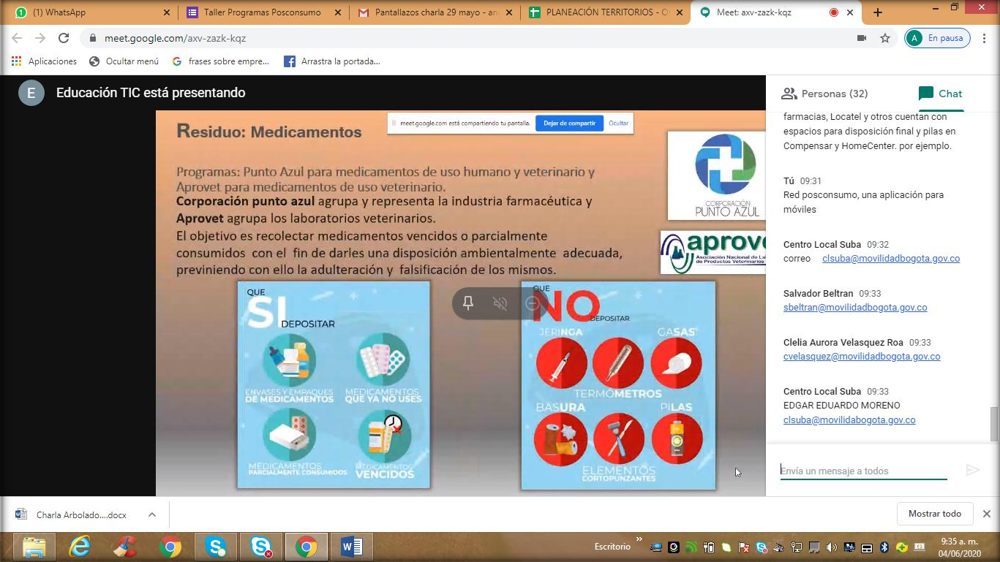 (1) WhatsApp
Taller Programas Posconsumo
Pantallazos charla 29 mayo - an
PLANEACIÓN TERRITORIOS - O
Meet: axv-zazk-kqz
meet.google.com/axv-zazk-kqz
A En pausa
Aplicaciones
Ocultar menú
frases sobre empre...
Arrastra la portada...
E Educación TIC está presentando
Residuo: Medicamentos
meet.google.com está compartiendo tu pantalla.
Dejar de compartir
Ocultar
Programas: Punto Azul para medicamentos de uso humano y veterinario y
Aprovet para medicamentos de uso veterinario.
Corporación punto azul agrupa y representa la industria farmacéutica y
Aprovet agrupa los laboratorios veterinarios.
El objetivo es recolectar medicamentos vencidos o parcialmente
consumidos con el fin de darles una disposición ambientalmente adecuada,
previniendo con ello la adulteración y falsificación de los mismos.
CORPORACIÓN
PUNTO AZUL
aprove
Asociación Nacional de La
de Productos Veterinarios
QUE
SI
DEPOSITAR
ENVASES Y EMPAQUES
DE MEDICAMENTOS
MEDICAMENTOS
QUE YA NO USES
MEDICAMENTOS
PARCIALMENTE CONSUMIDOS
MEDICAMENTOS
VENCIDOS
QUE
NO
DEPOSITAR
JERINGA
GASAS
TERMÓMETROS
BASURA
PILAS
ELEMENTOS
CORTOPUNZANTES
Personas (32)
Chat
farmacias, Locatel y otros cuentan con
espacios para disposición final y pilas en
Compensar y HomeCenter. por ejemplo.
Tú 09:31
Red posconsumo, una aplicación para
móviles
Centro Local Suba 09:32
correo clsuba@movilidadbogota.gov.co
Salvador Beltran 09:33
sbeltran@movilidadbogota.gov.co
Clelia Aurora Velasquez Roa 09:33
cvelasquez@movilidadbogota.gov.co
Centro Local Suba 09:33
EDGAR EDUARDO MORENO
clsuba@movilidabogota.gov.co
Envía un mensaje a todos
Charla Arbolado....docx
Mostrar todo
Escritorio
9:35 a. m.
04/06/2020